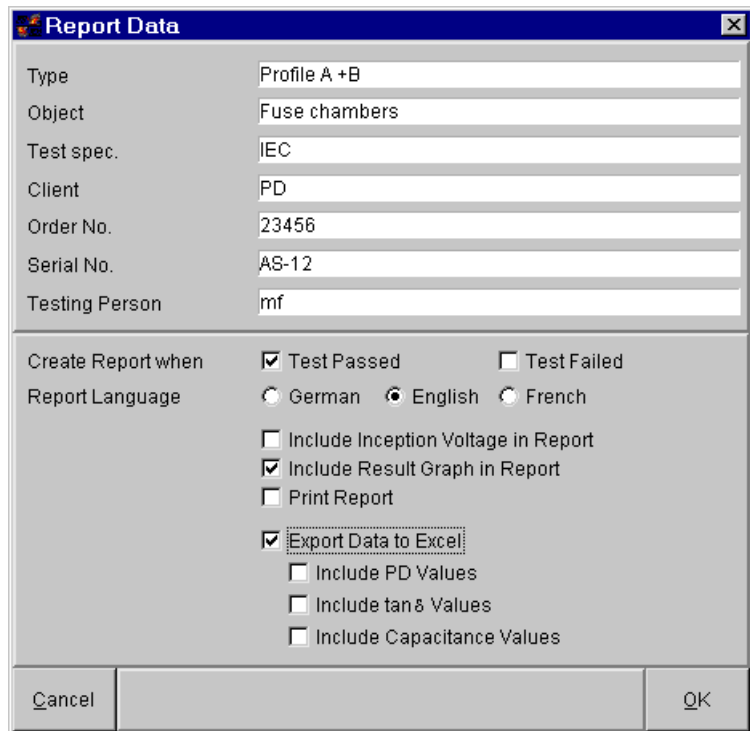 Report Data
Type Profile A +B
Object Fuse chambers
Test spec. IEC
Client PD
Order No. 23456
Serial No. AS-12
Testing Person mf
Create Report when Test Passed Test Failed
Report Language German English French
Include Inception Voltage in Report
Include Result Graph in Report
Print Report
Export Data to Excel
Include PD Values
Include tan δ Values
Include Capacitance Values
Cancel OK